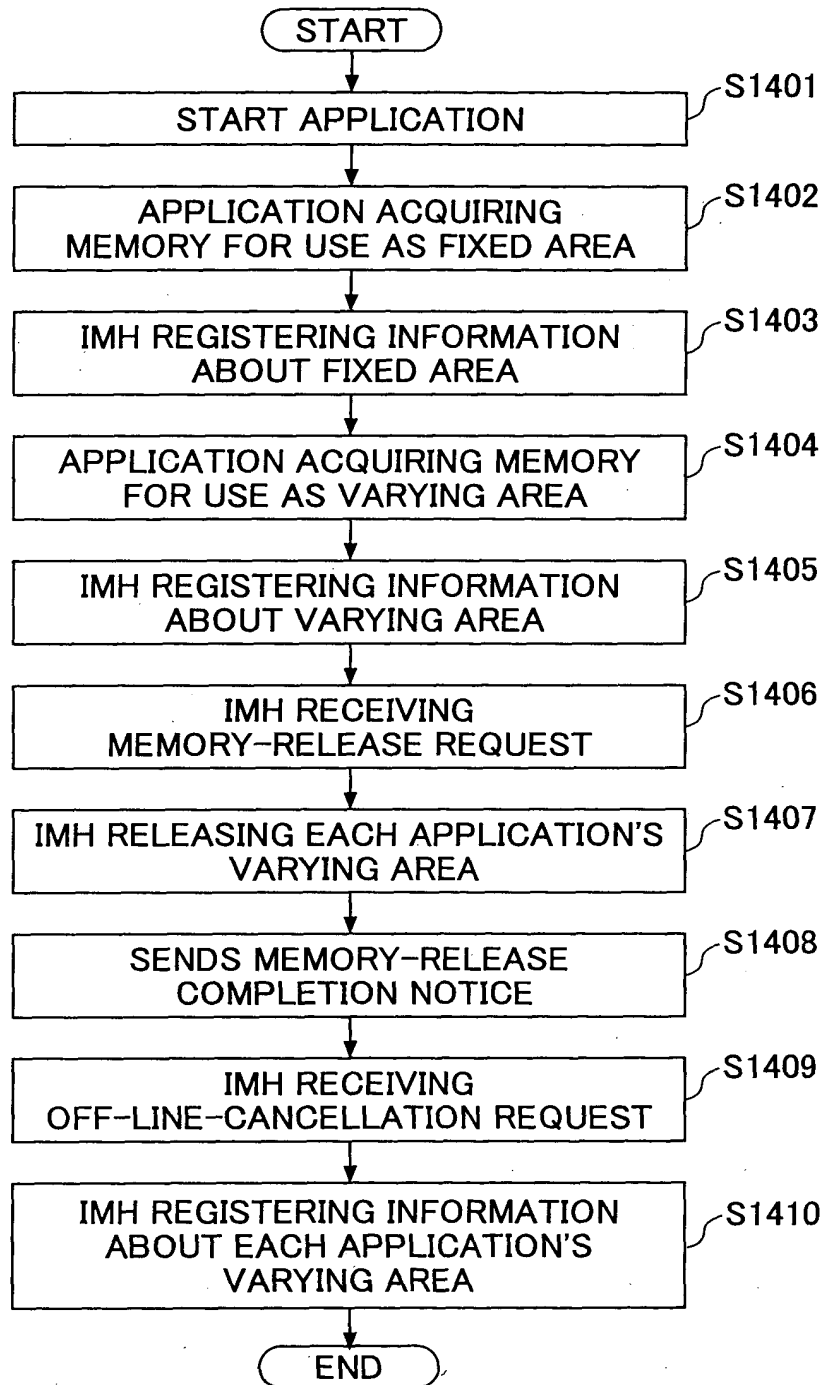 START
START APPLICATION
S1401
APPLICATION ACQUIRING
MEMORY FOR USE AS FIXED AREA
S1402
IMH REGISTERING INFORMATION
ABOUT FIXED AREA
S1403
APPLICATION ACQUIRING MEMORY
FOR USE AS VARYING AREA
S1404
IMH REGISTERING INFORMATION
ABOUT VARYING AREA
S1405
IMH RECEIVING
MEMORY-RELEASE REQUEST
S1406
IMH RELEASING EACH APPLICATION'S
VARYING AREA
S1407
SENDS MEMORY-RELEASE
COMPLETION NOTICE
S1408
IMH RECEIVING
OFF-LINE-CANCELLATION REQUEST
S1409
IMH REGISTERING INFORMATION
ABOUT EACH APPLICATION'S
VARYING AREA
S1410
END